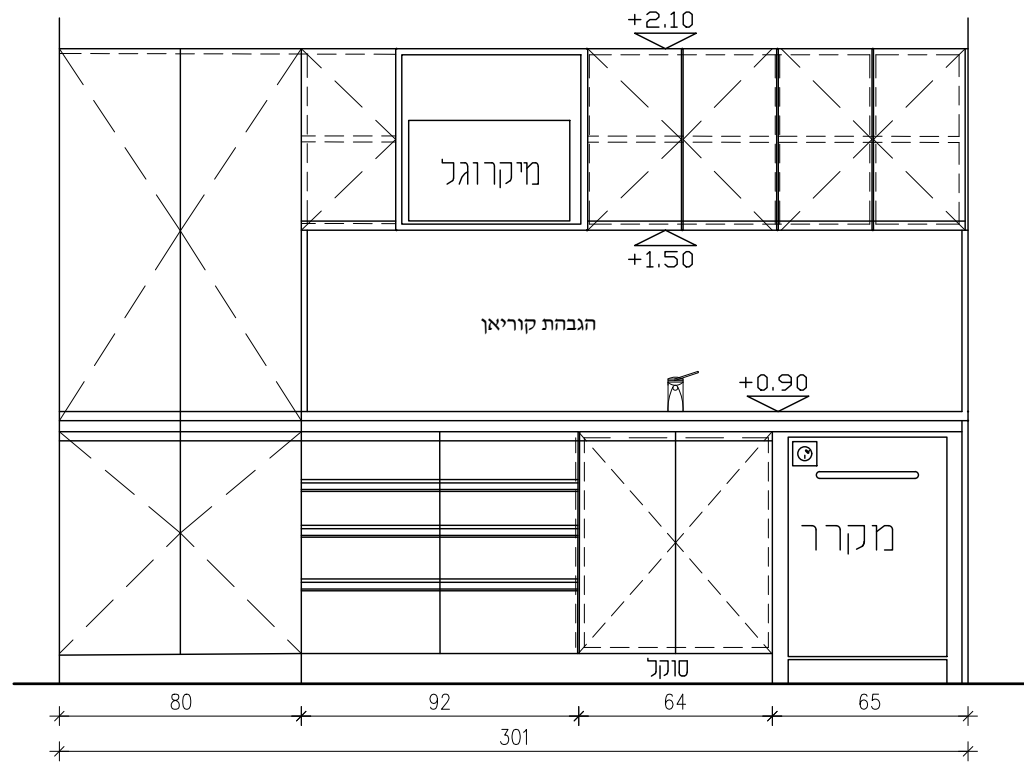 +2.10
מיקרוגל
+1.50
הגבהת קוריאן
+0.90
מקרר
סוקל
80 92 64 65
301